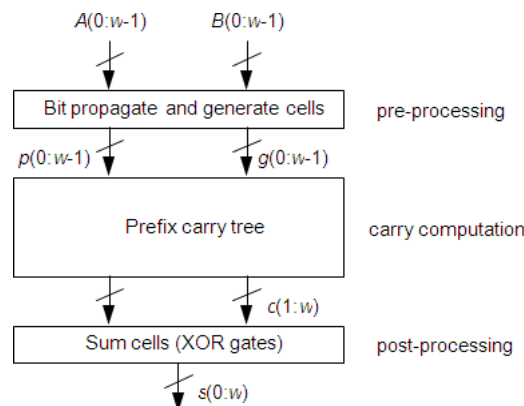 A(0:w-1) B(0:w-1)
Bit propagate and generate cells pre-processing
p(0:w-1) g(0:w-1)
Prefix carry tree carry computation
c(1:w)
Sum cells (XOR gates) post-processing
s(0:w)